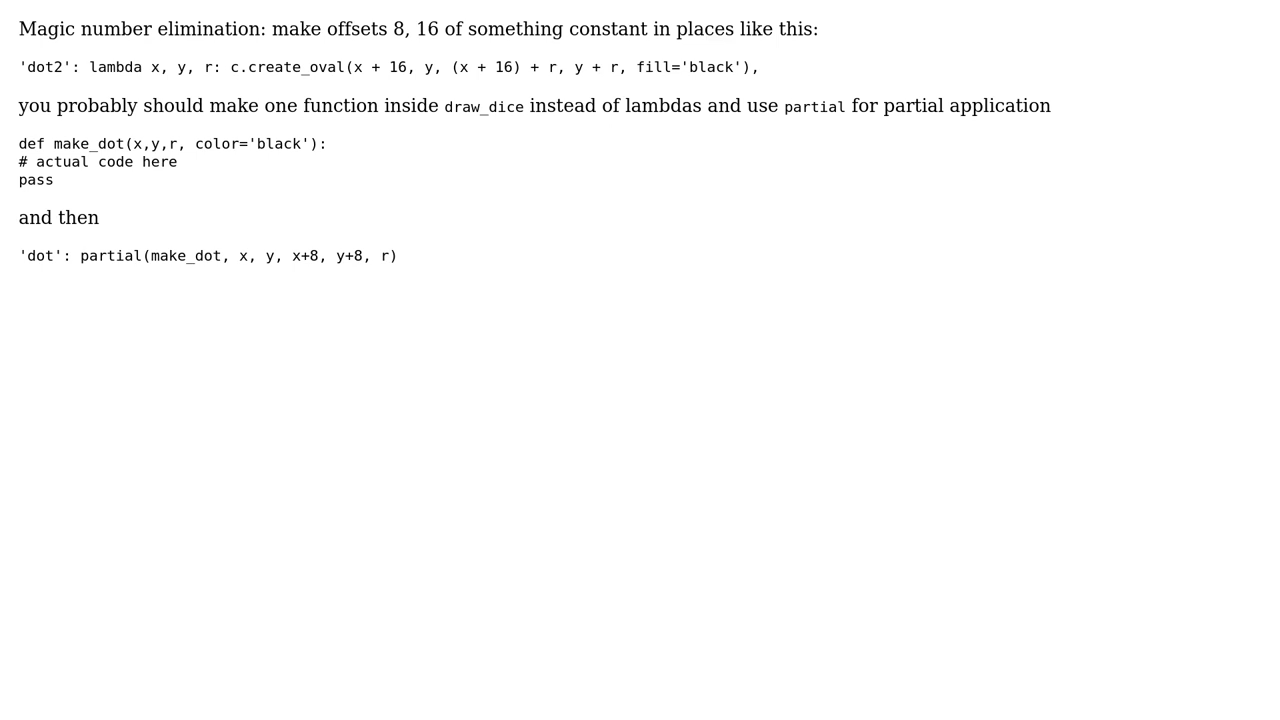 Magic number elimination: make offsets 8, 16 of something constant in places like this:
'dot2': lambda x, y, r: c.create_oval(x + 16, y, (x + 16) + r, y + r, fill='black'),
you probably should make one function inside draw_dice instead of lambdas and use partial for partial application
def make_dot(x,y,r, color='black'):
# actual code here
pass
and then
'dot': partial(make_dot, x, y, x+8, y+8, r)